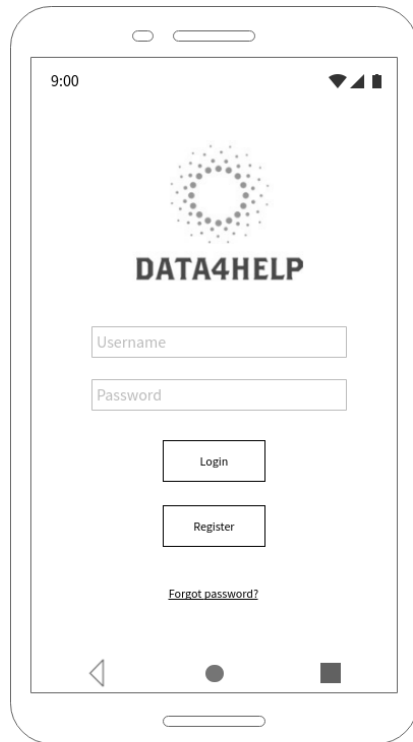 9:00
DATA4HELP
Username
Password
Login
Register
Forgot password?